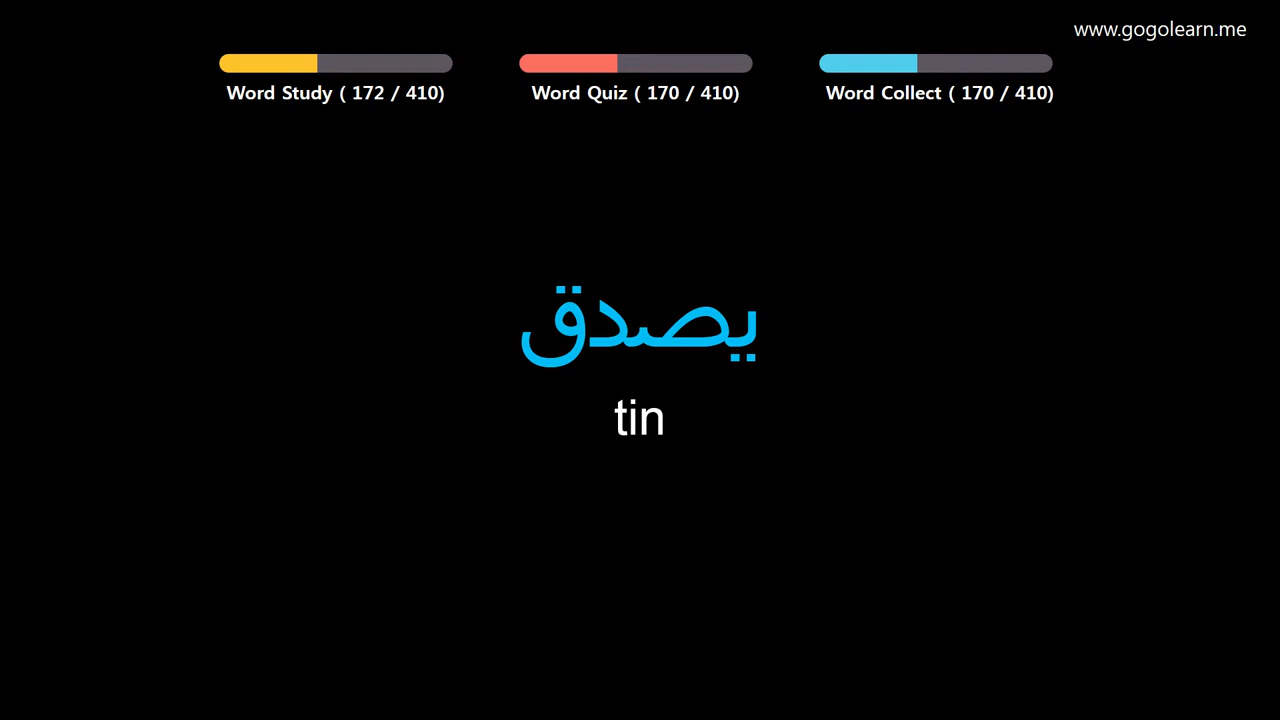 www.gogolearn.me
Word Study ( 172 / 410)
Word Quiz ( 170 / 410)
Word Collect ( 170 / 410)
يصدق
tin